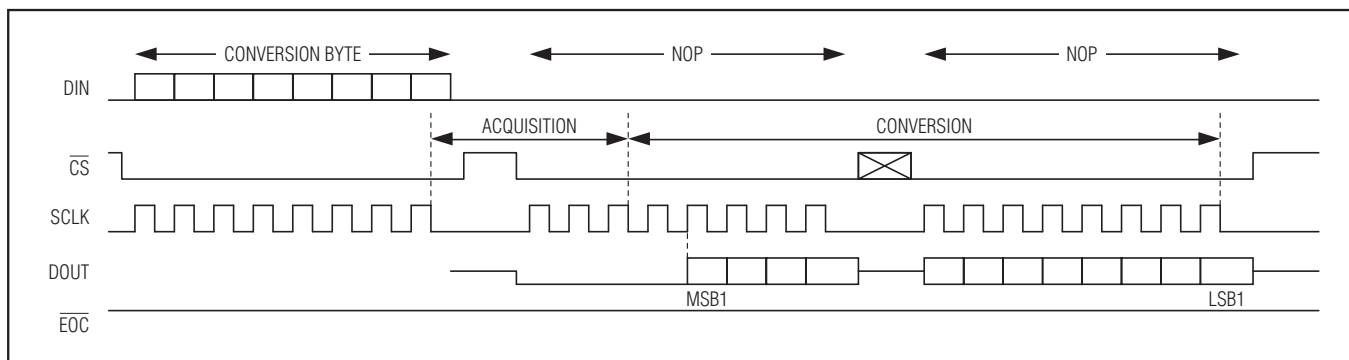 CONVERSION BYTE
NOP
NOP
DIN
ACQUISITION
CONVERSION
CS
SCLK
DOUT
MSB1
LSB1
EOC